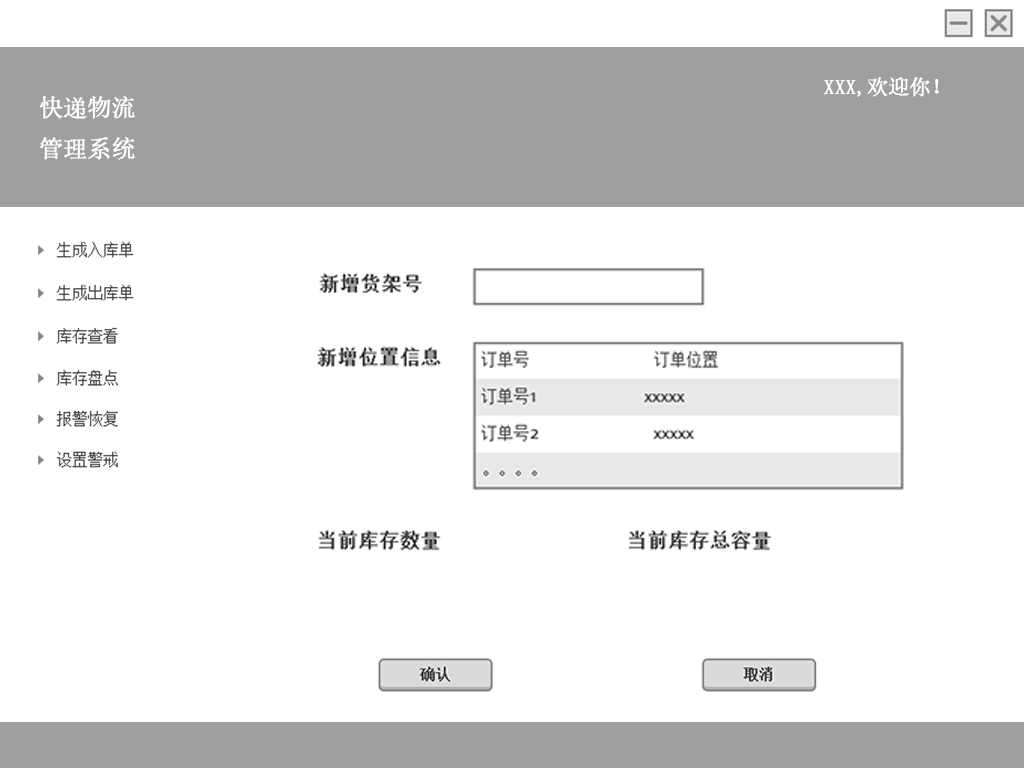 XXX,欢迎你!
快递物流
管理系统
生成入库单
生成出库单
库存查看
库存盘点
报警恢复
设置警戒
新增货架号
新增位置信息
订单号 订单位置
订单号1 xxxxx
订单号2 xxxxx
。。。。
当前库存数量 当前库存总容量
确认 取消